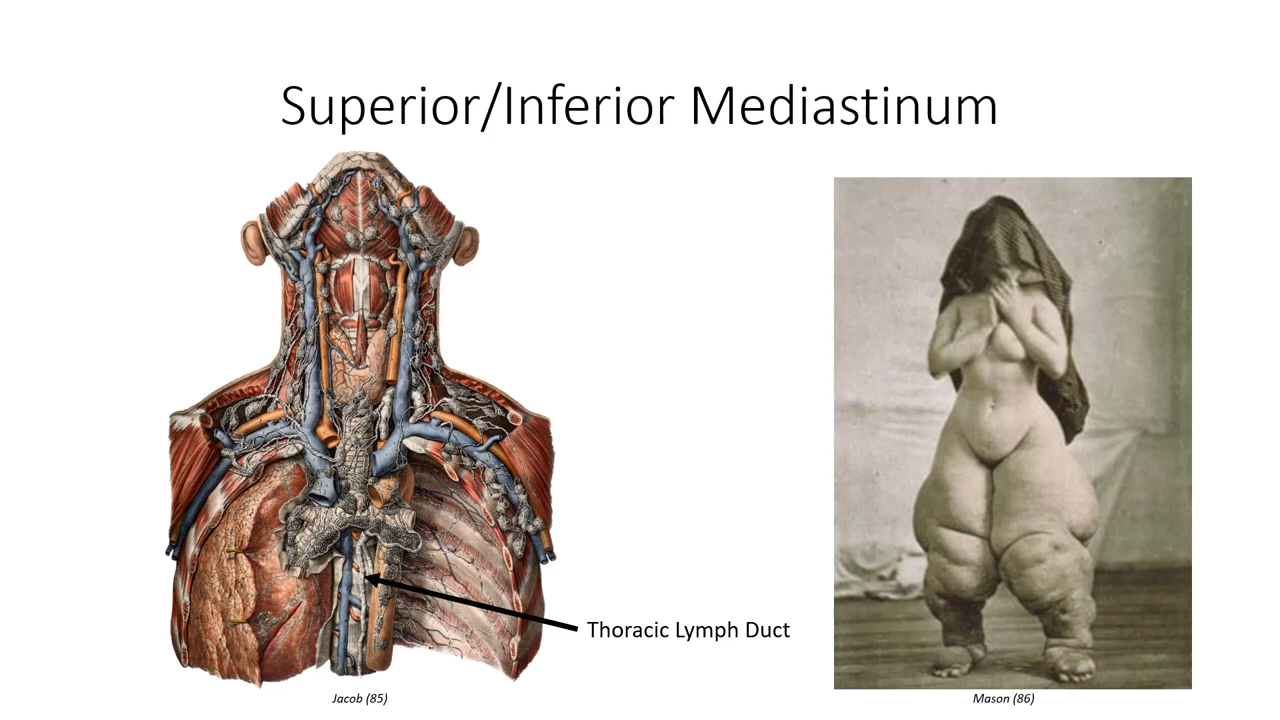 Superior/Inferior Mediastinum
Thoracic Lymph Duct
Jacob (85)
Mason (86)